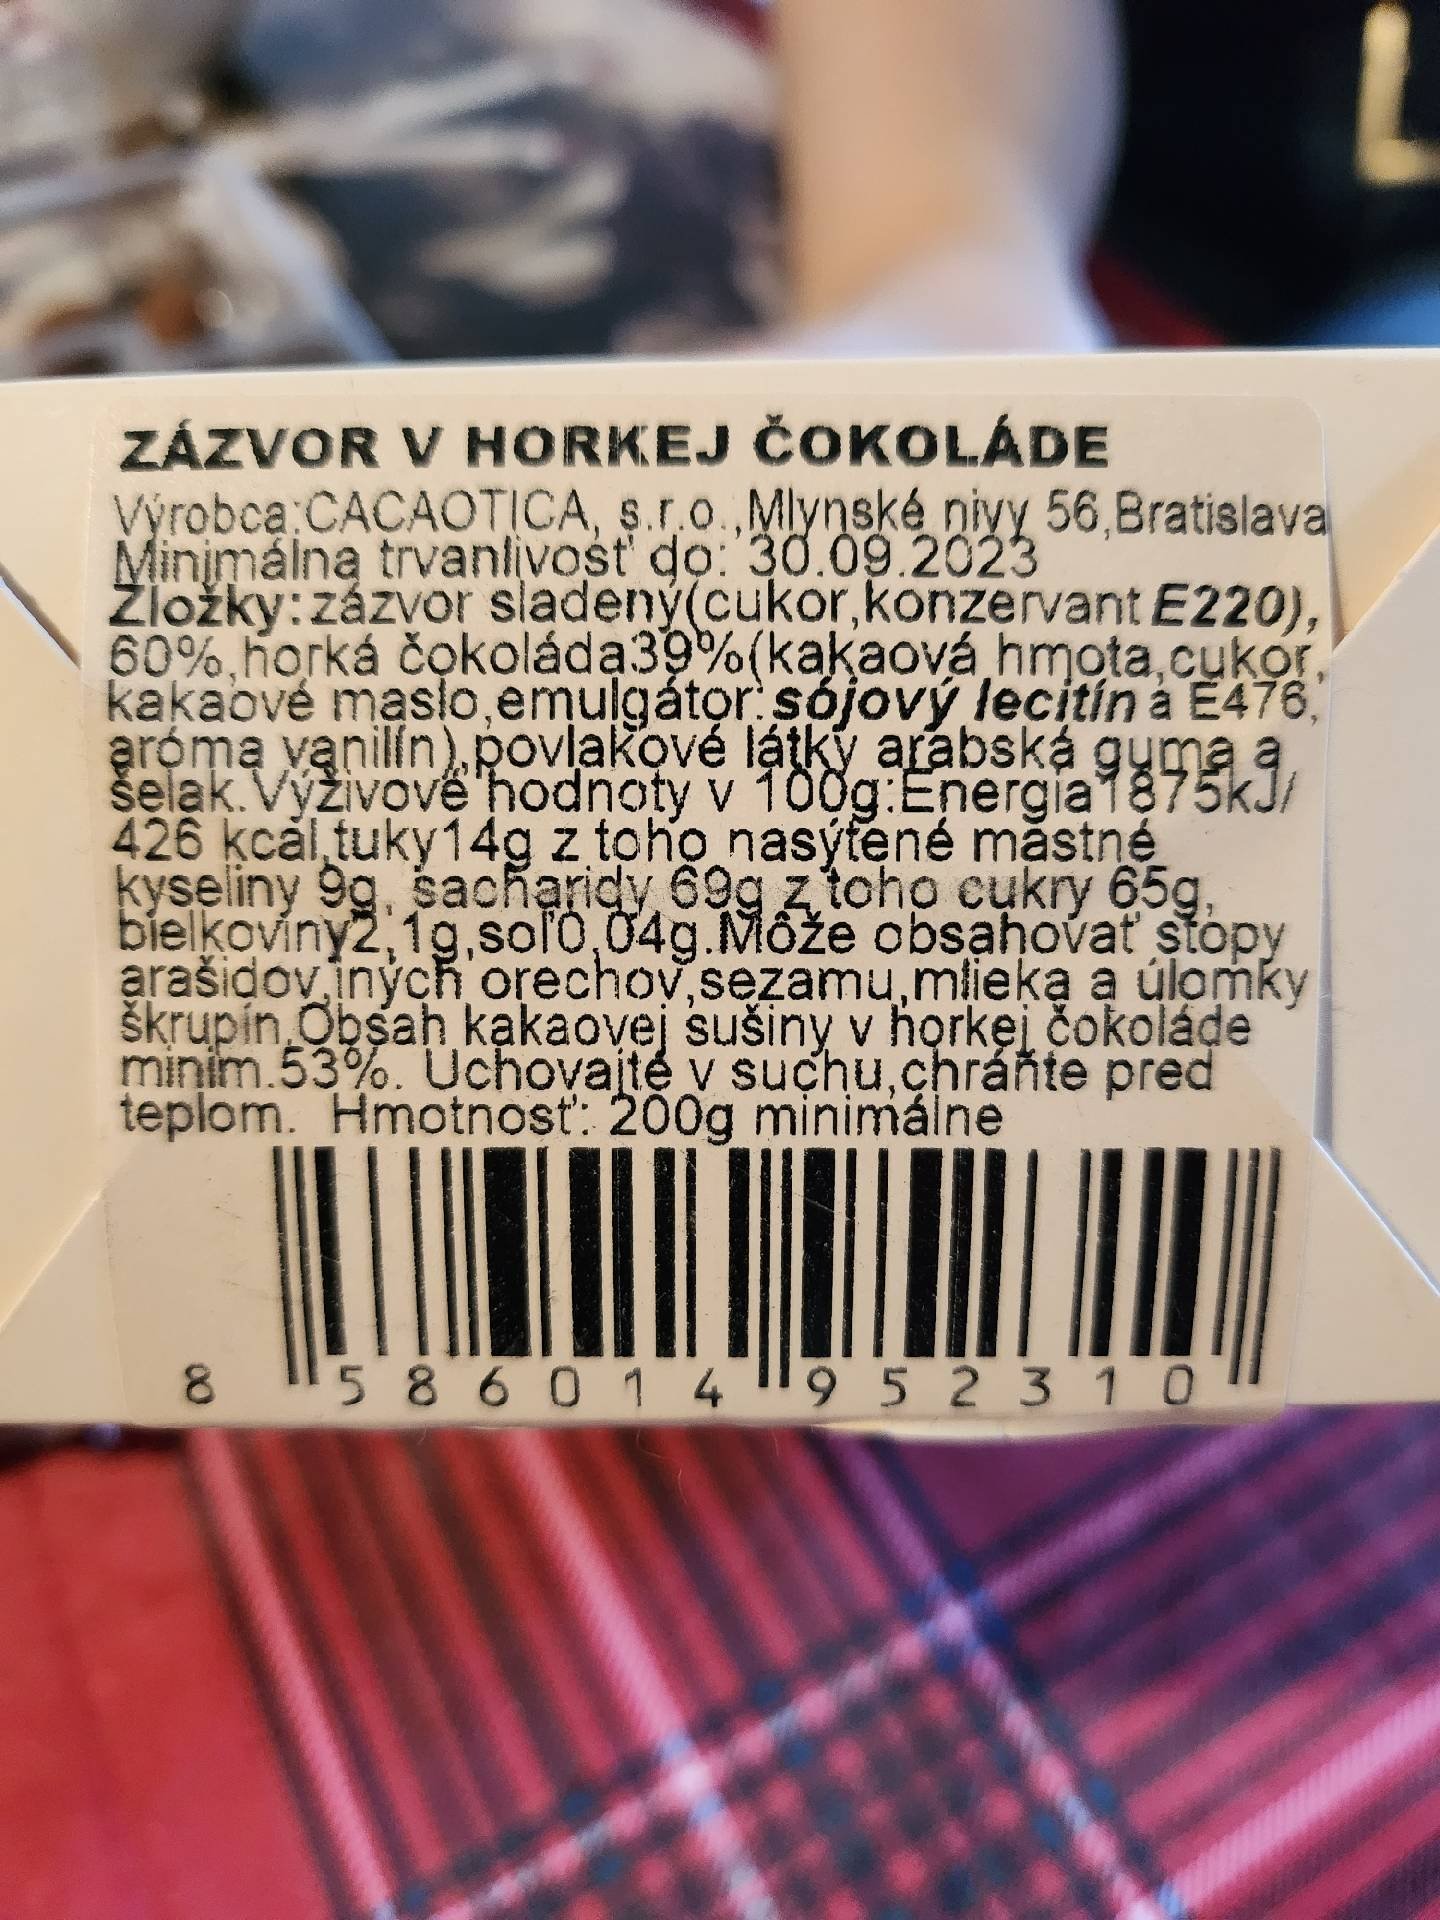 L
ZÁZVOR V HORKEJ ČOKOLÁDE
Výrobca:CACAOTICA, s.r.o.,Mlynské nivy 56,Bratislava
Minimálna trvanlivosť do: 30.09.2023
Zložky:zázvor sladený(cukor,konzervant E220),
60%,horká čokoláda39%(kakaová hmota,cukor,
kakaové maslo,emulgátor:sójový lecitín a E476,
aróma vanilín),povlakové látky arabská guma a
šelak.Výživové hodnoty v 100g:Energia1875kJ/
426 kcal,tuky14g z toho nasýtené mastné
kyseliny 9g, sacharidy 69g z toho cukry 65g,
bielkoviny2,1g,soľ0,04g.Môže obsahovať stopy
arašidov,iných orechov,sezamu,mlieka a úlomky
škrupín.Obsah kakaovej sušiny v horkej čokoláde
minim.53%. Uchovajte v suchu,chráňte pred
teplom. Hmotnosť: 200g minimálne
8 586014 952310